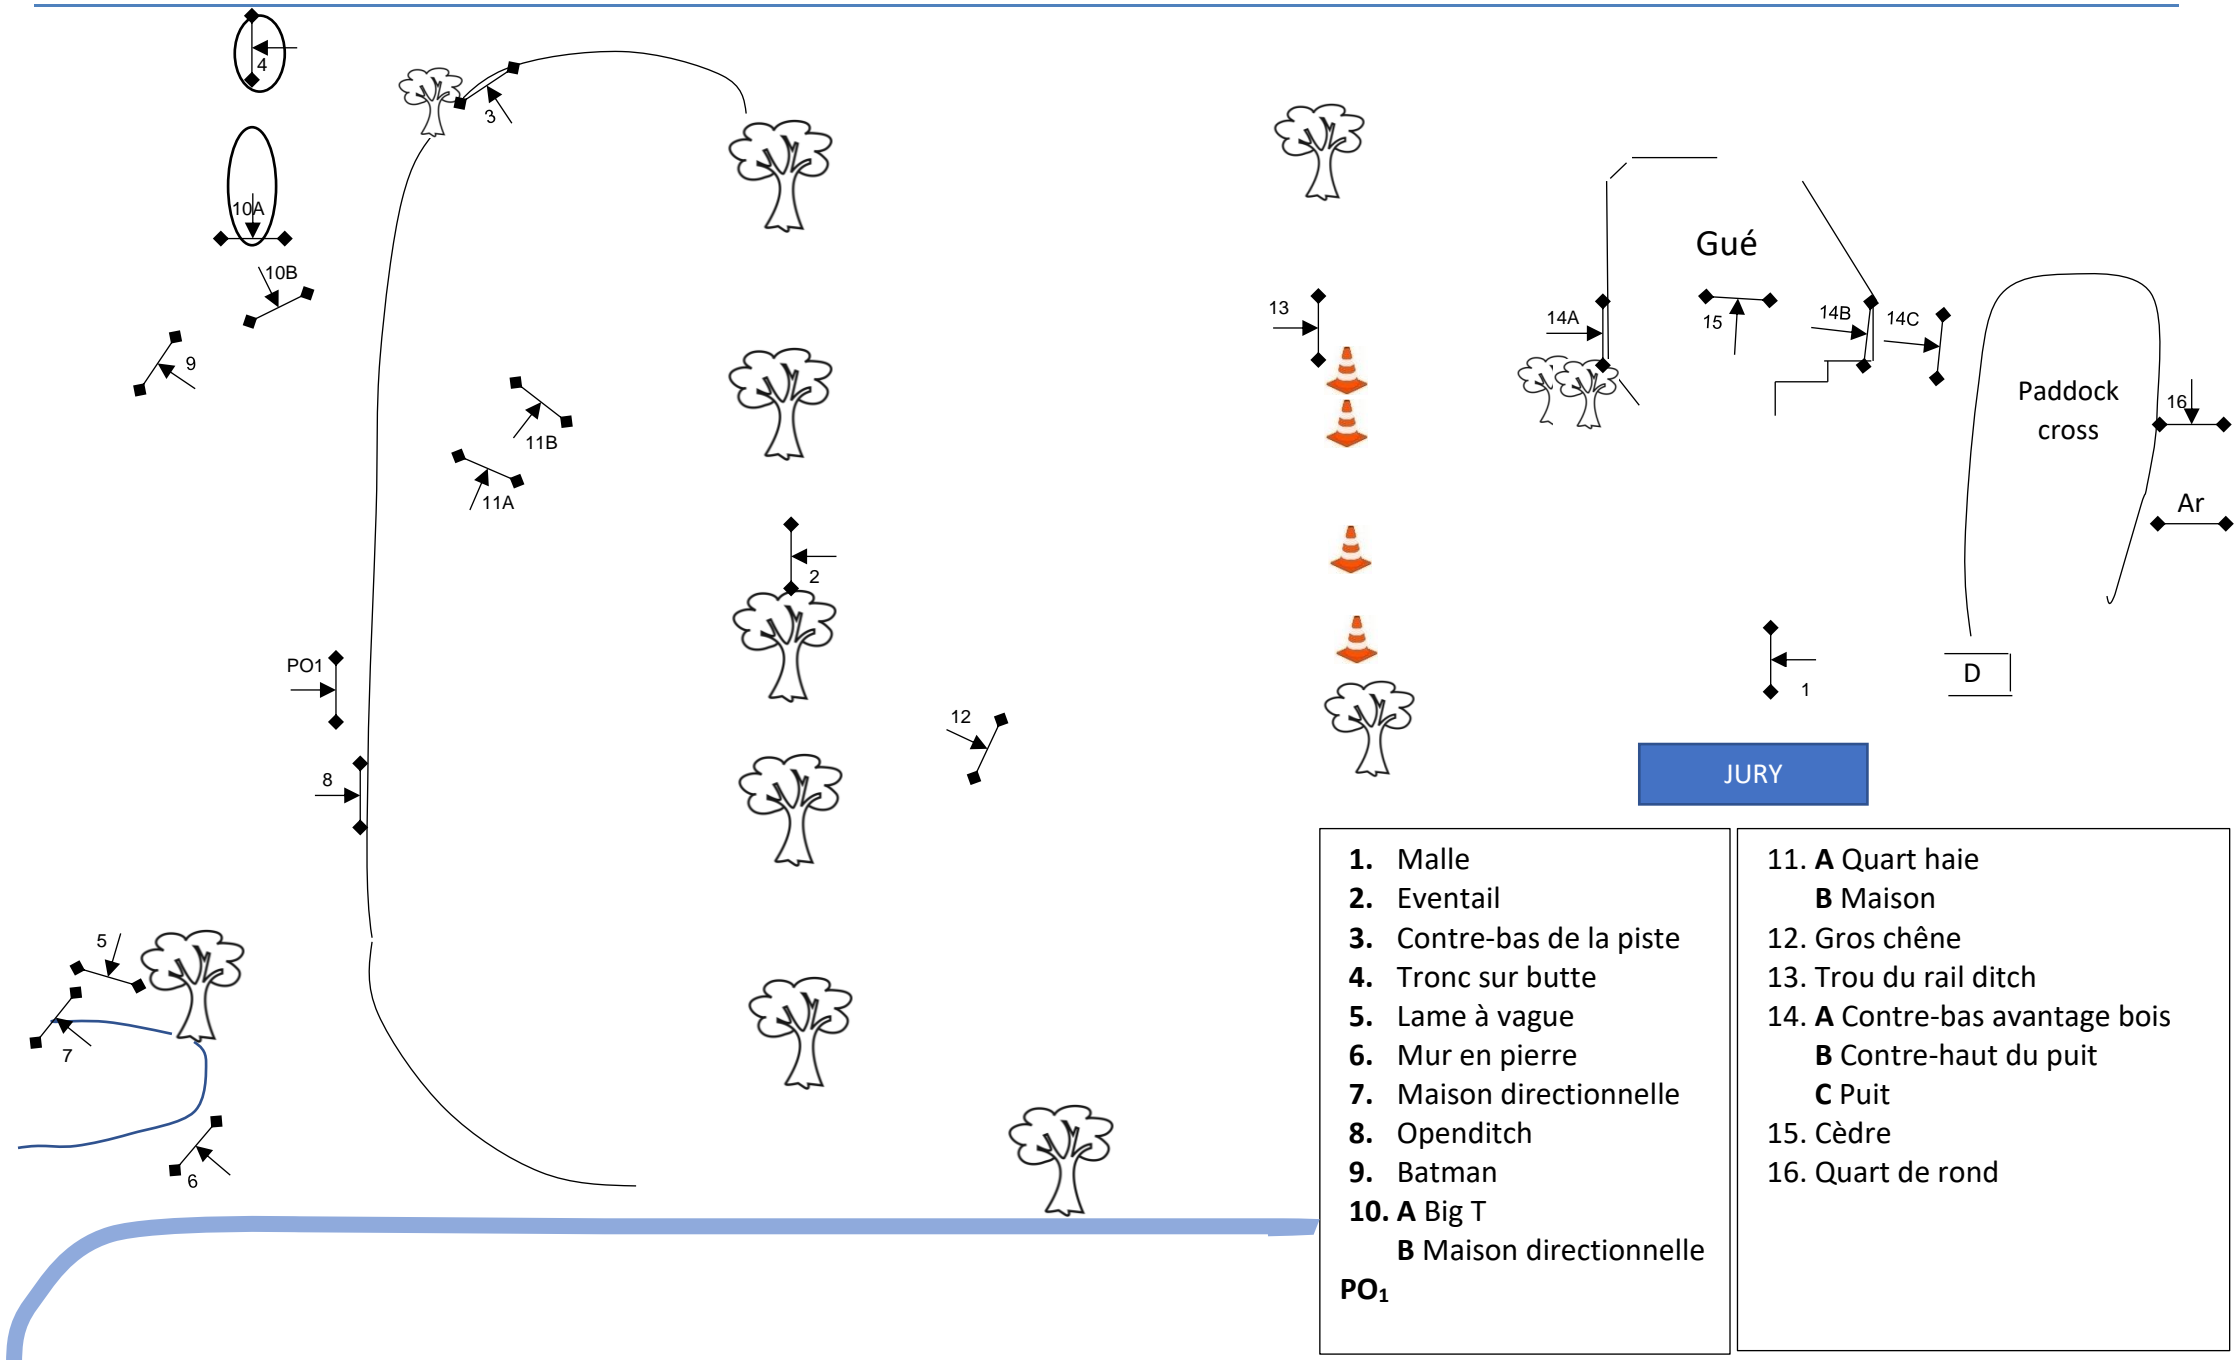 4
3
10A
10B
9
11B
11A
2
PO1
8
12
5
7
6
13
Gué
14A
15
14B
14C
Paddock
cross
16
Ar
1
D
JURY
1. Malle
2. Eventail
3. Contre-bas de la piste
4. Tronc sur butte
5. Lame à vague
6. Mur en pierre
7. Maison directionnelle
8. Openditch
9. Batman
10. A Big T
B Maison directionnelle
PO₁
11. A Quart haie
B Maison
12. Gros chêne
13. Trou du rail ditch
14. A Contre-bas avantage bois
B Contre-haut du puit
C Puit
15. Cèdre
16. Quart de rond